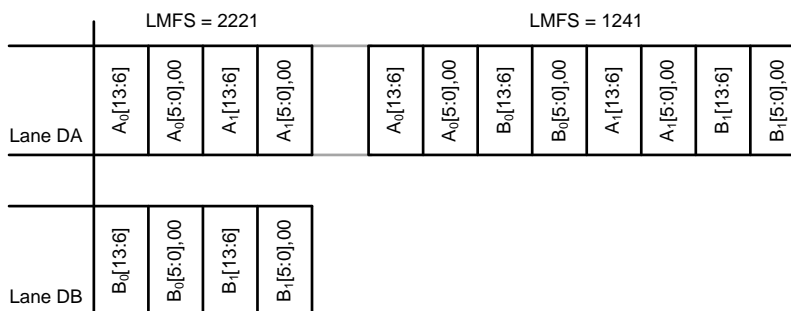 LMFS = 2221
LMFS = 1241
Lane DA
A₀[13:6]
A₀[5:0],00
A₁[13:6]
A₁[5:0],00
A₀[13:6]
A₀[5:0],00
B₀[13:6]
B₀[5:0],00
A₁[13:6]
A₁[5:0],00
B₁[13:6]
B₁[5:0],00
Lane DB
B₀[13:6]
B₀[5:0],00
B₁[13:6]
B₁[5:0],00